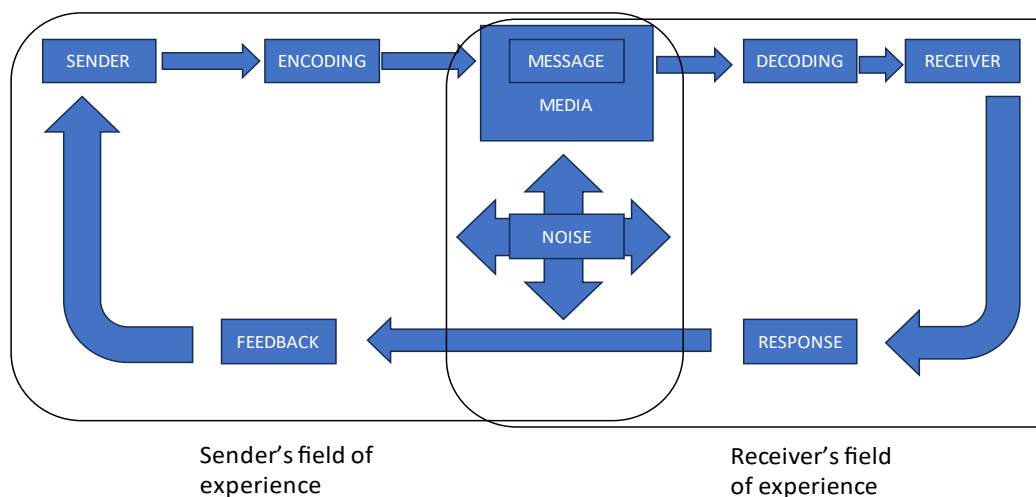 SENDER
ENCODING
MESSAGE
MEDIA
DECODING
RECEIVER
NOISE
FEEDBACK
RESPONSE
Sender’s field of
experience
Receiver’s field
of experience